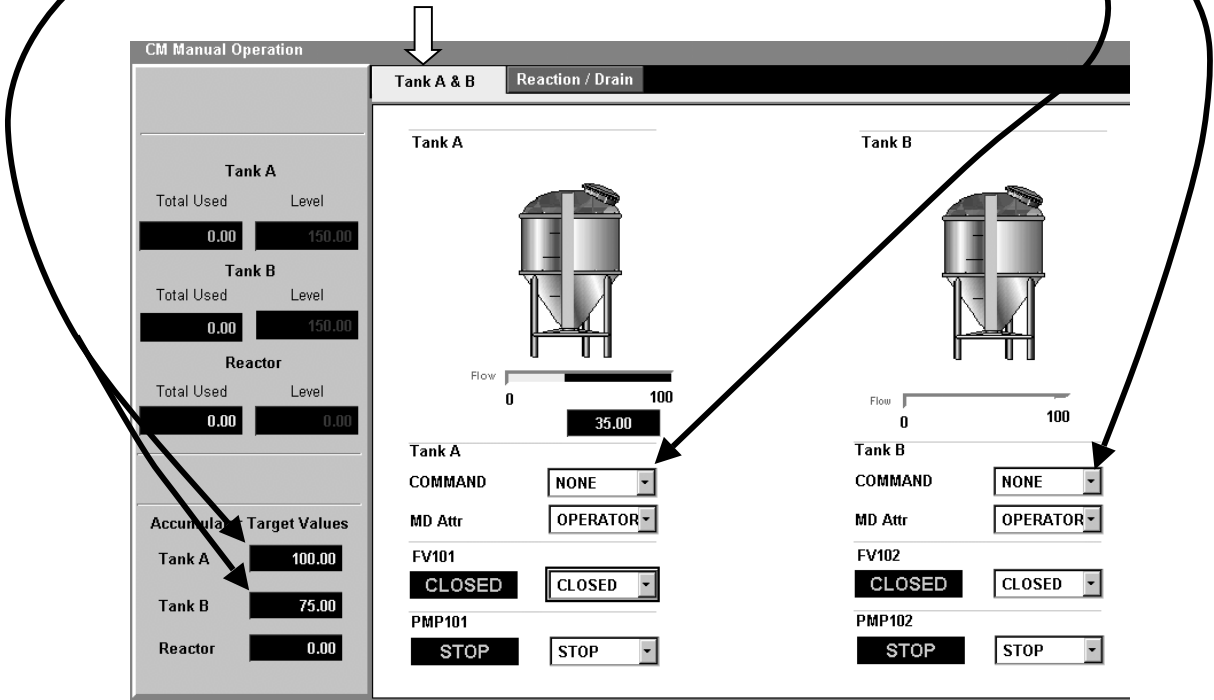 CM Manual Operation
Tank A & B
Reaction / Drain
Tank A
Total Used Level
0.00 150.00
Tank B
Total Used Level
0.00 150.00
Reactor
Total Used Level
0.00 0.00
Accumulator Target Values
Tank A 100.00
Tank B 75.00
Reactor 0.00
Tank A
Flow
0 100
35.00
Tank A
COMMAND NONE
MD Attr OPERATOR
FV101
CLOSED CLOSED
PMP101
STOP STOP
Tank B
Flow
0 100
Tank B
COMMAND NONE
MD Attr OPERATOR
FV102
CLOSED CLOSED
PMP102
STOP STOP